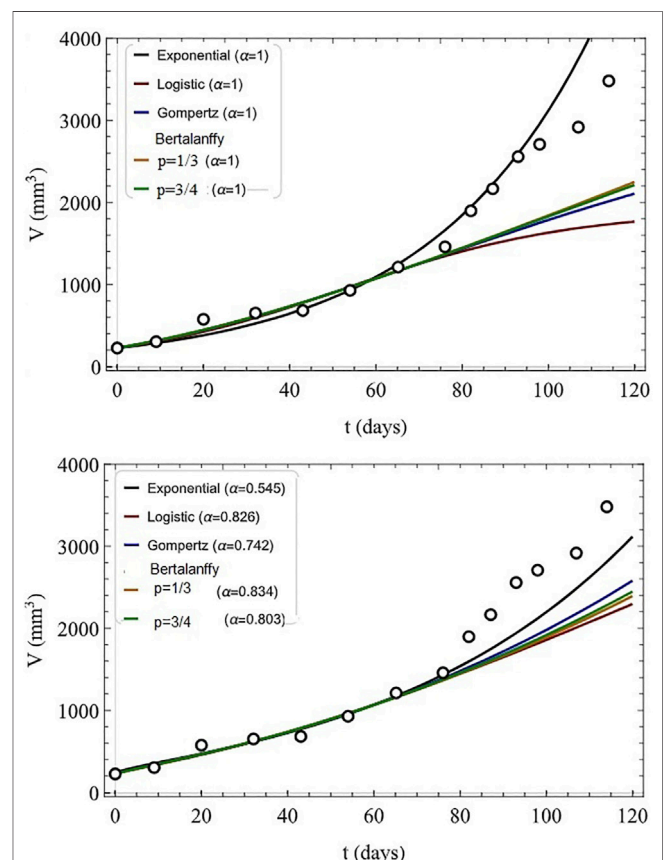 4000
3000
2000
1000
0
V (mm³)
Exponential (α=1)
Logistic (α=1)
Gompertz (α=1)
Bertalanffy
p=1/3 (α=1)
p=3/4 : (α=1)
0 20 40 60 80 100 120
t (days)
4000
3000
2000
1000
0
V (mm³)
Exponential (α=0.545)
Logistic (α=0.826)
Gompertz (α=0.742)
Bertalanffy
p=1/3 (α=0.834)
p=3/4 (α=0.803)
0 20 40 60 80 100 120
t (days)